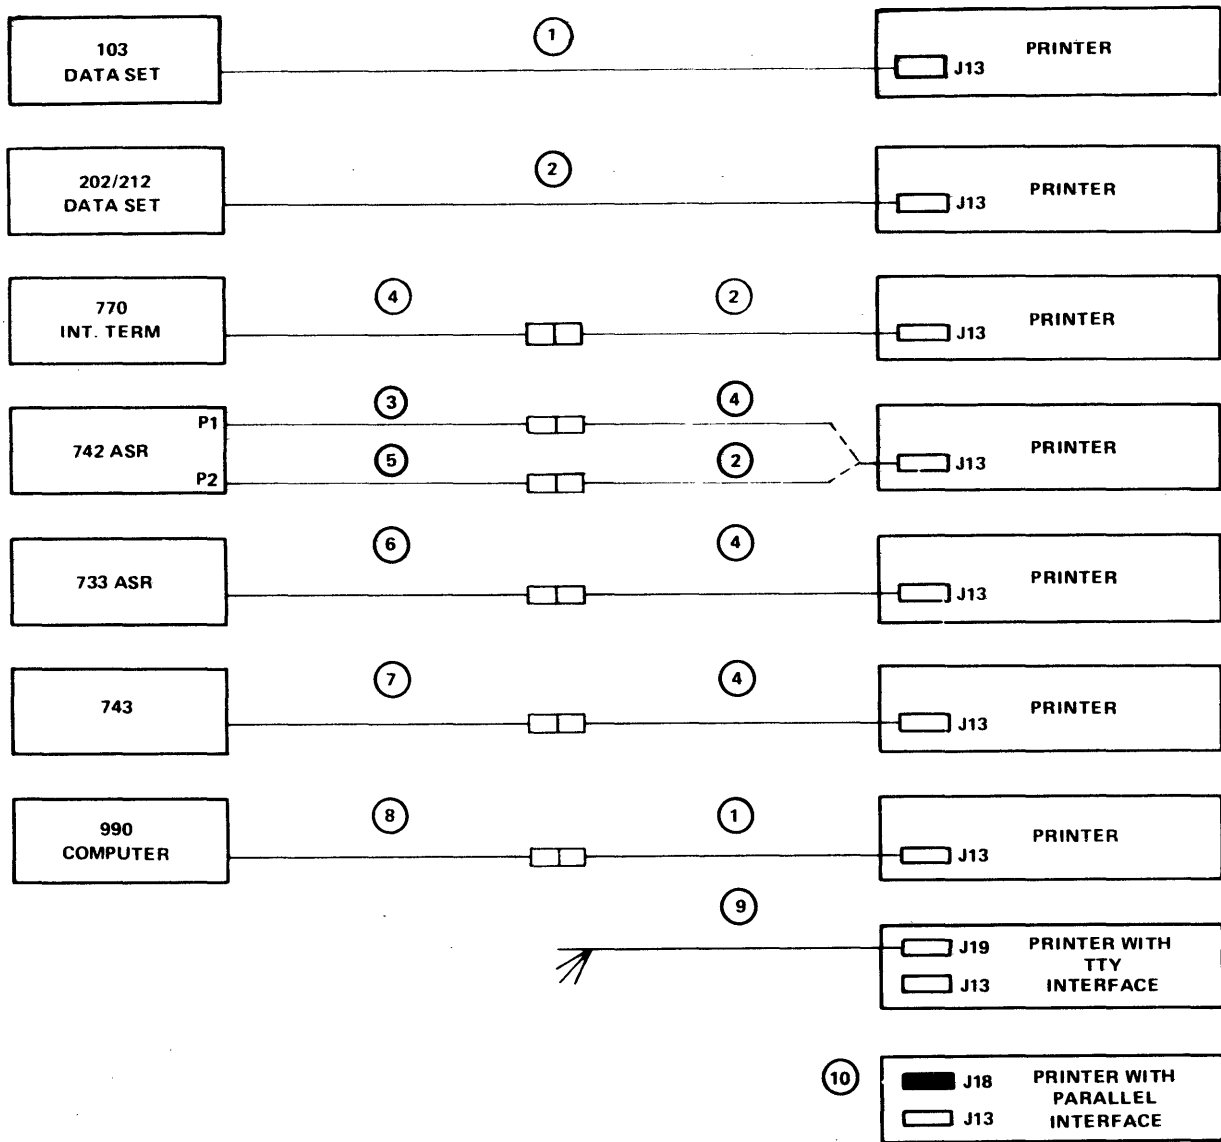 103
DATA SET
1
PRINTER
J13
202/212
DATA SET
2
PRINTER
J13
770
INT. TERM
4
2
PRINTER
J13
742 ASR
P1
P2
3
4
5
2
PRINTER
J13
733 ASR
6
4
PRINTER
J13
743
7
4
PRINTER
J13
990
COMPUTER
8
1
PRINTER
J13
9
J19
J13
PRINTER WITH
TTY
INTERFACE
10
J18
J13
PRINTER WITH
PARALLEL
INTERFACE